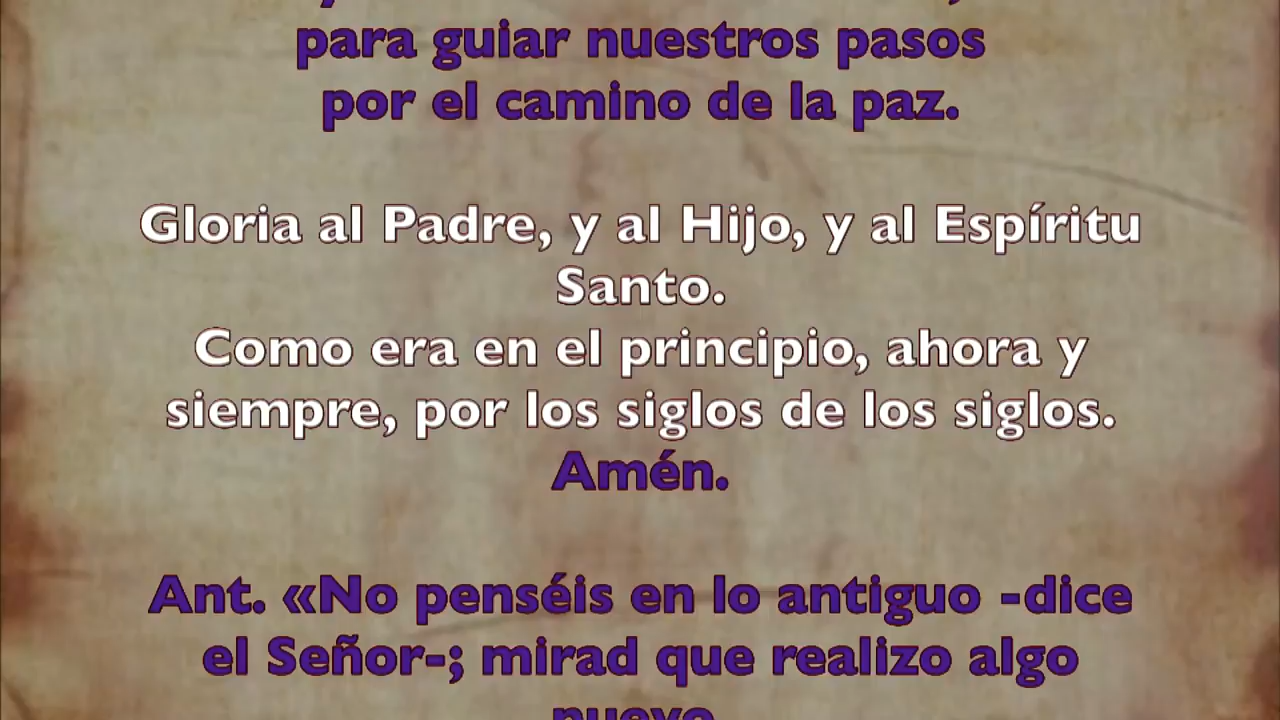 para guiar nuestros pasos
por el camino de la paz.
Gloria al Padre, y al Hijo, y al Espíritu
Santo.
Como era en el principio, ahora y
siempre, por los siglos de los siglos.
Amén.
Ant. «No penséis en lo antiguo -dice
el Señor-; mirad que realizo algo
nuevo